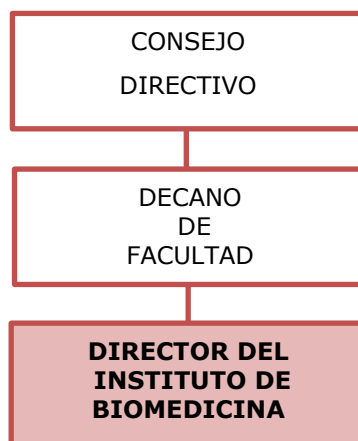 CONSEJO
DIRECTIVO
DECANO
DE
FACULTAD
DIRECTOR DEL
INSTITUTO DE
BIOMEDICINA